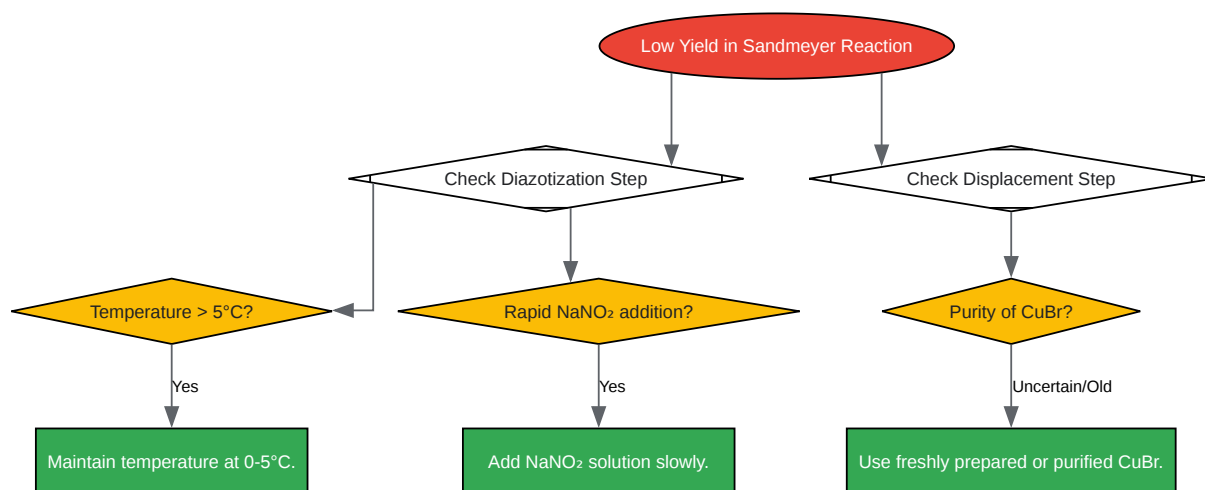 Low Yield in Sandmeyer Reaction
Check Diazotization Step
Check Displacement Step
Temperature > 5°C?
Rapid NaNO₂ addition?
Purity of CuBr?
Yes
Yes
Uncertain/Old
Maintain temperature at 0-5°C.
Add NaNO₂ solution slowly.
Use freshly prepared or purified CuBr.